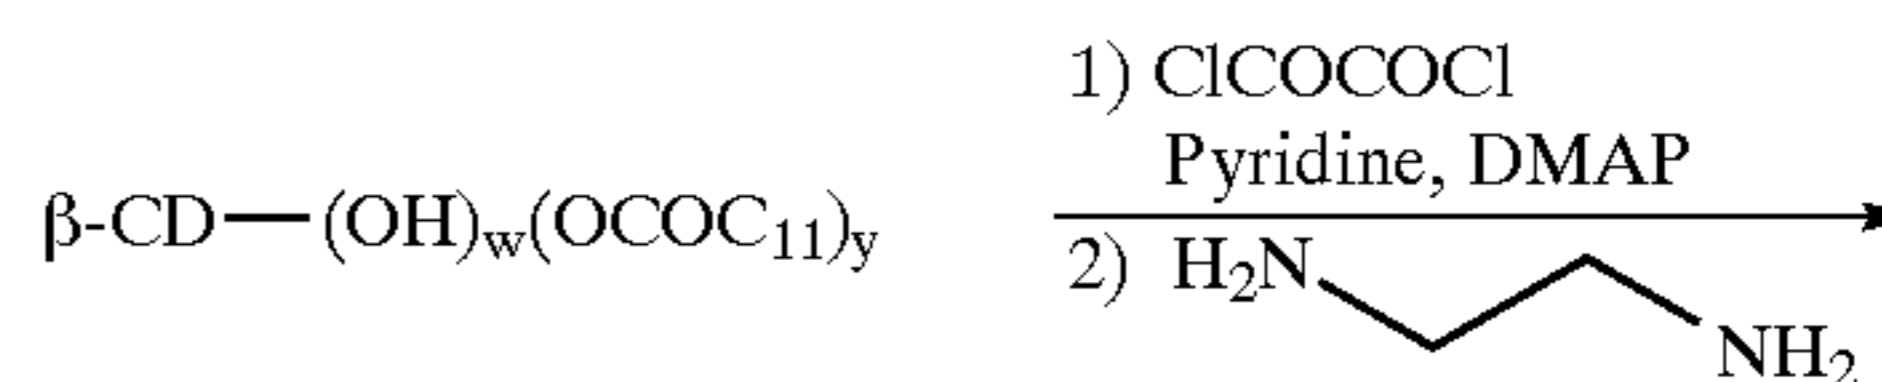 1) ClCOCOCl
Pyridine, DMAP
β-CD—(OH)w(OCOC11)y
2) H2N
NH2